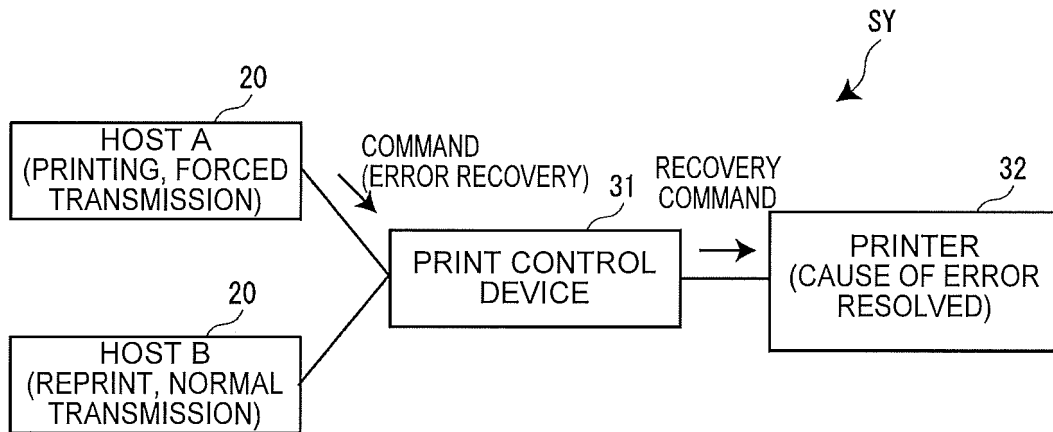 SY
20
HOST A
(PRINTING, FORCED
TRANSMISSION)
COMMAND
(ERROR RECOVERY)
31
PRINT CONTROL
DEVICE
RECOVERY
COMMAND
32
PRINTER
(CAUSE OF ERROR
RESOLVED)
20
HOST B
(REPRINT, NORMAL
TRANSMISSION)